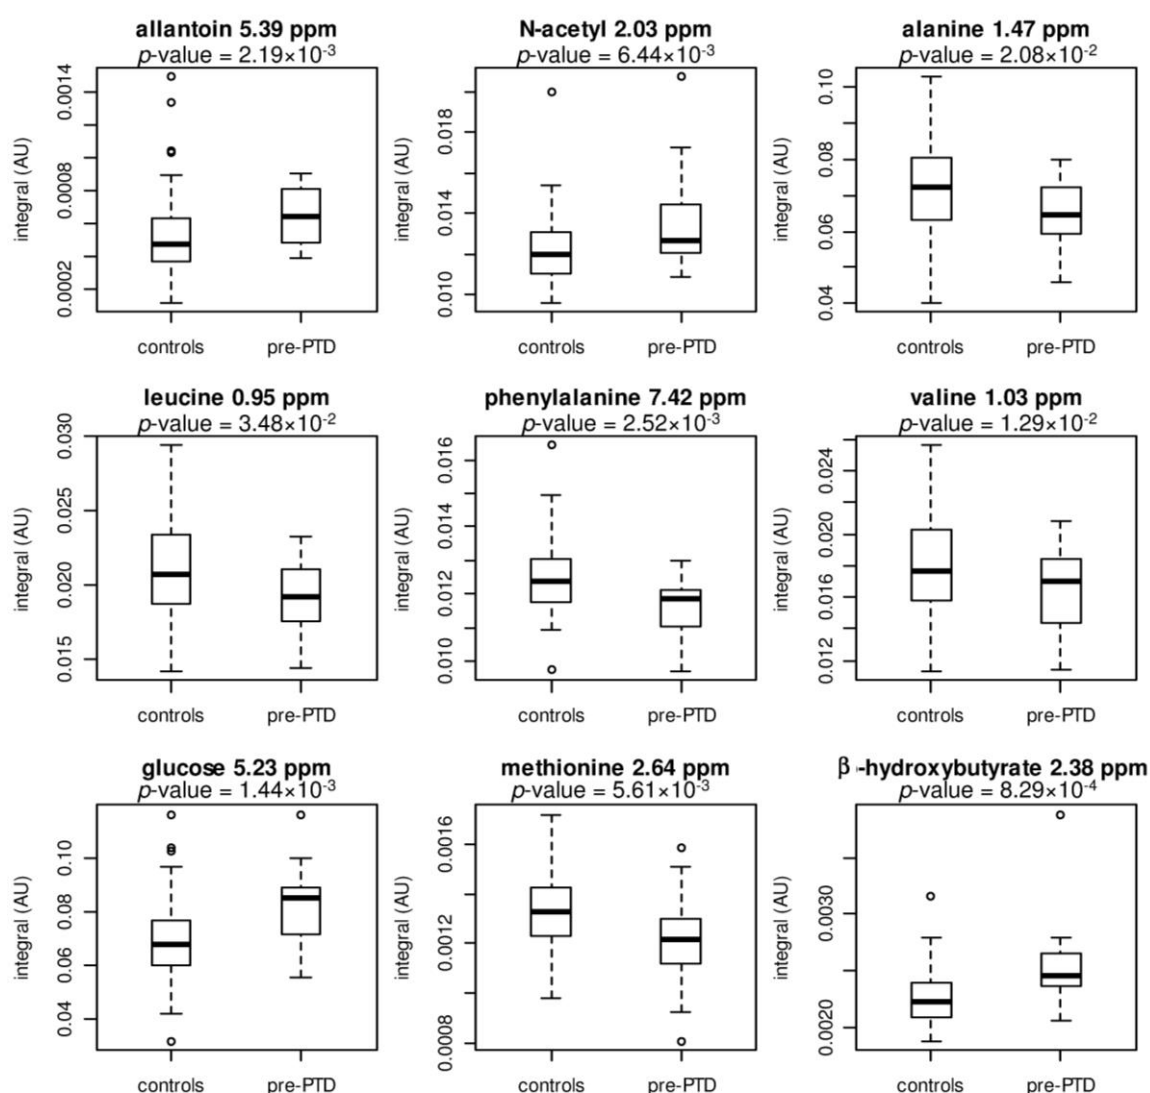 allantoin 5.39 ppm
p-value = 2.19×10-3
integral (AU)
0.0014
0.0008
0.0002
controls
pre-PTD
N-acetyl 2.03 ppm
p-value = 6.44×10-3
integral (AU)
0.018
0.014
0.010
controls
pre-PTD
alanine 1.47 ppm
p-value = 2.08×10-2
integral (AU)
0.10
0.08
0.06
0.04
controls
pre-PTD
leucine 0.95 ppm
p-value = 3.48×10-2
integral (AU)
0.030
0.025
0.020
0.015
controls
pre-PTD
phenylalanine 7.42 ppm
p-value = 2.52×10-3
integral (AU)
0.016
0.014
0.012
0.010
controls
pre-PTD
valine 1.03 ppm
p-value = 1.29×10-2
integral (AU)
0.024
0.020
0.016
0.012
controls
pre-PTD
glucose 5.23 ppm
p-value = 1.44×10-3
integral (AU)
0.10
0.08
0.06
0.04
controls
pre-PTD
methionine 2.64 ppm
p-value = 5.61×10-3
integral (AU)
0.0016
0.0012
0.0008
controls
pre-PTD
β-hydroxybutyrate 2.38 ppm
p-value = 8.29×10-4
integral (AU)
0.0030
0.0020
controls
pre-PTD